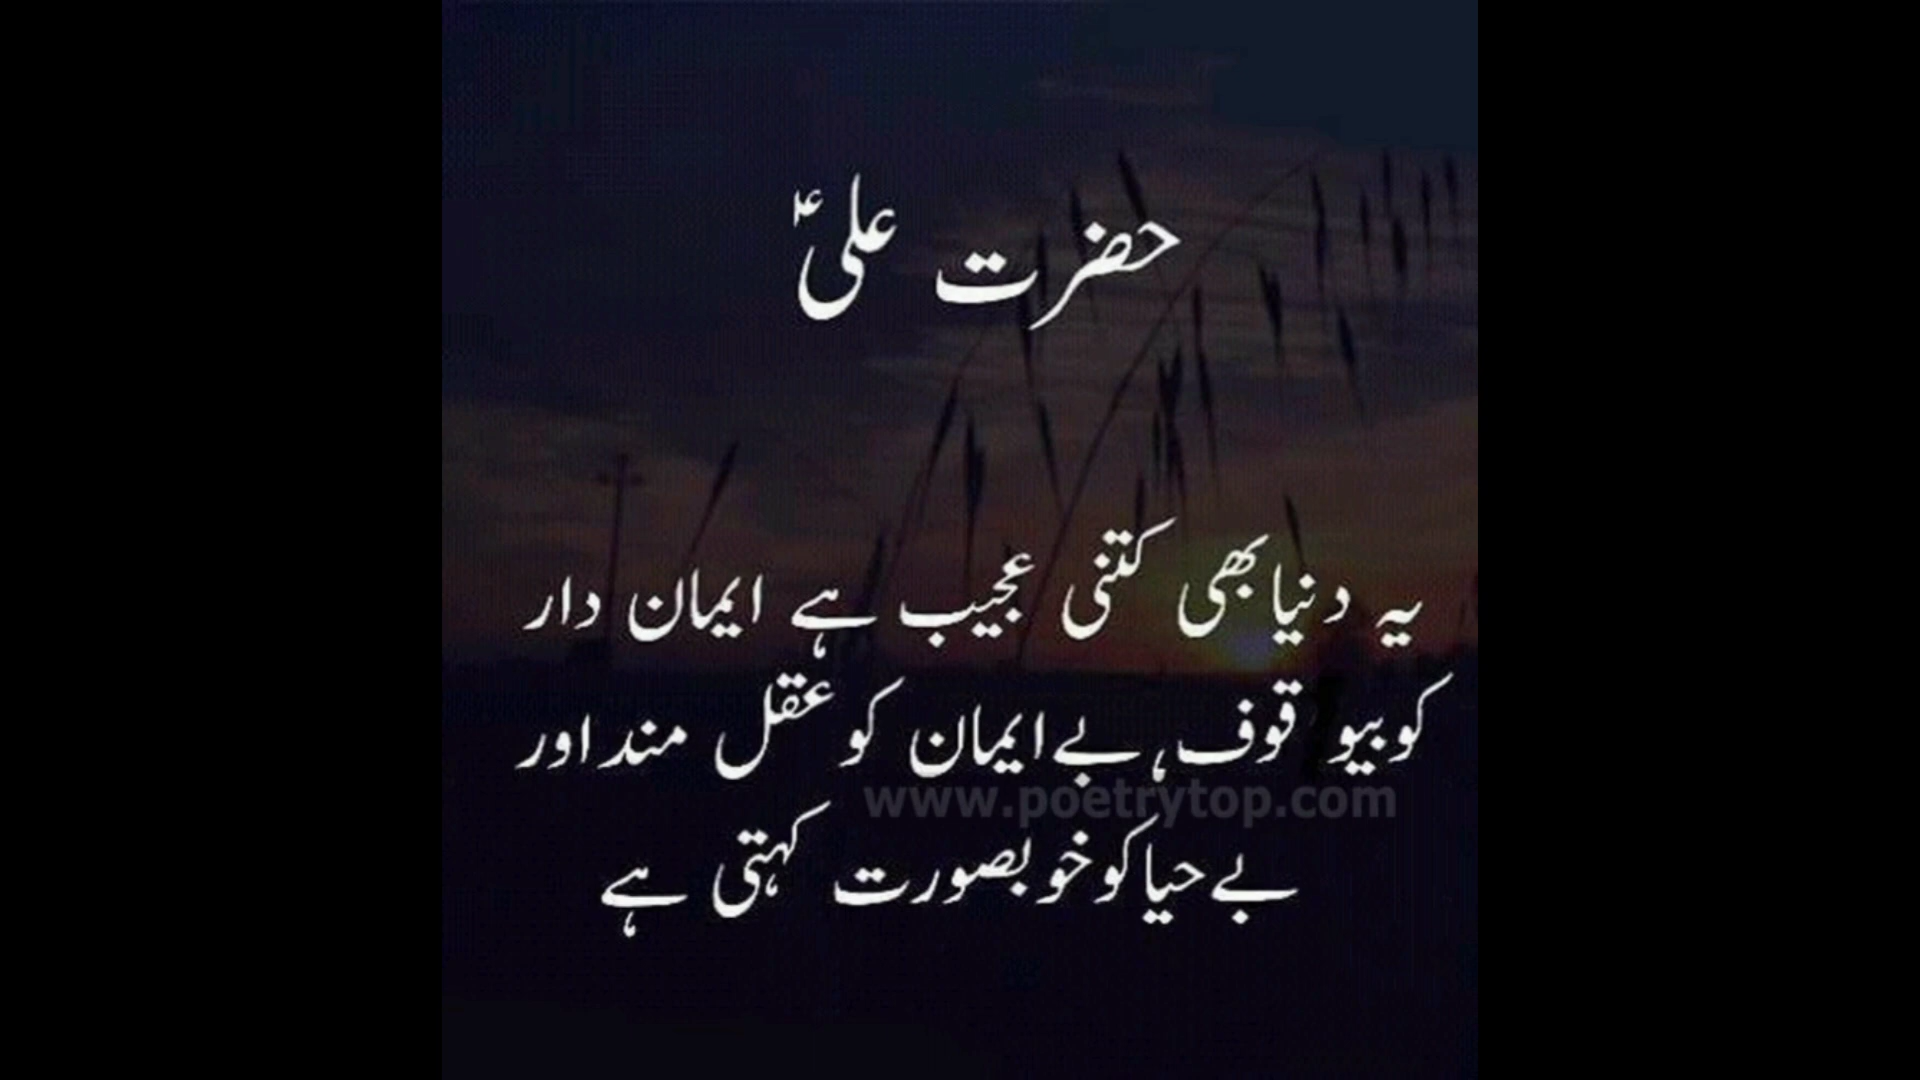 حضرت علیؑ
یہ دنیا بھی کتنی عجیب ہے ایمان دار
کو بیوقوف، بے ایمان کو عقل مند اور
www.poetrytop.com
بے حیا کو خوبصورت کہتی ہے